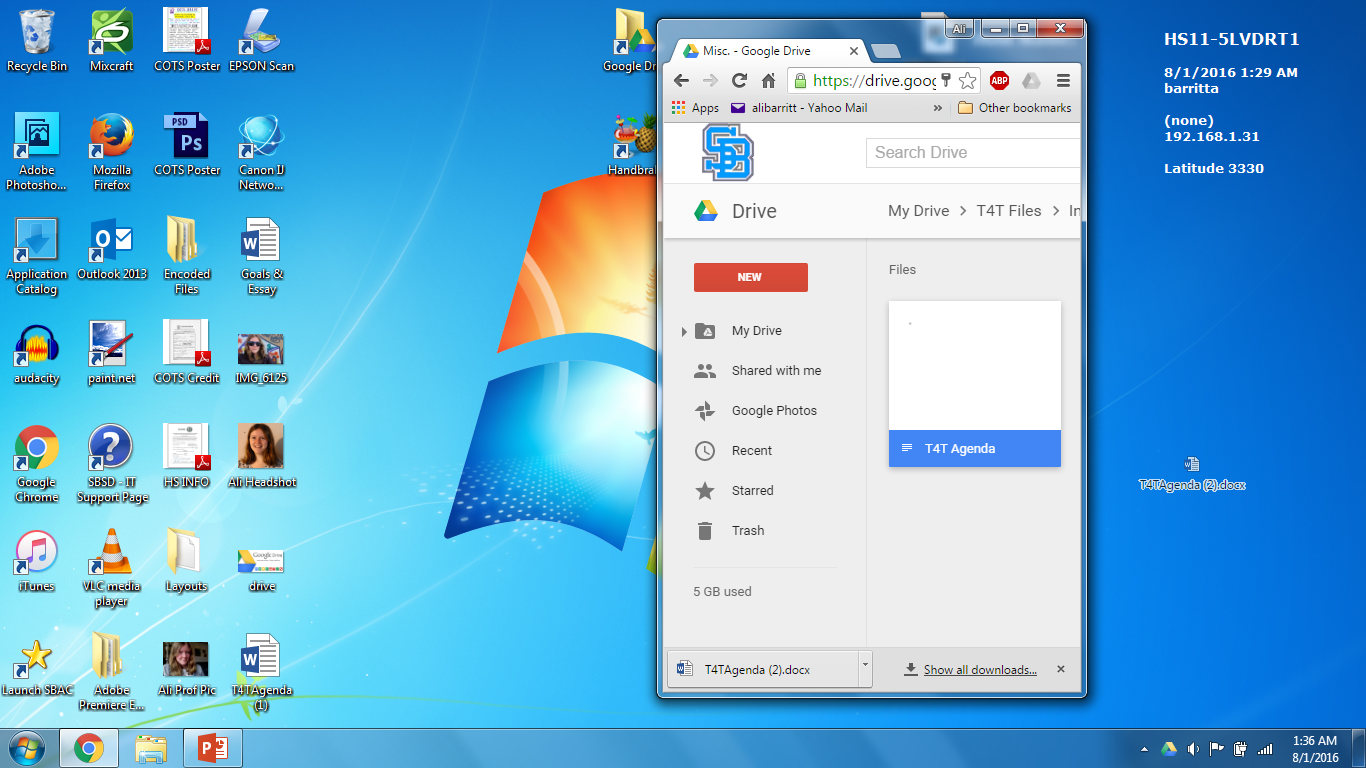 Recycle Bin
Mixcraft
COTS Poster
EPSON Scan
Adobe
Photosho...
Mozilla
Firefox
PSD
Ps
COTS Poster
Canon IJ
Netwo...
Application
Catalog
Outlook 2013
Encoded
Files
Goals &
Essay
audacity
paint.net
COTS Credit
IMG_6125
Google
Chrome
SBSD - IT
Support Page
HS INFO
Ali Headshot
iTunes
VLC media
player
Layouts
Google Drive
drive
Launch SBAC
Adobe
Premiere E...
Ali Prof Pic
T4TAgenda
(1)
Google Dri
Handbra
Ali
Misc. - Google Drive
https://drive.goog
ABP
Apps
alibarritt - Yahoo Mail
»
Other bookmarks
SB
Search Drive
Drive
My Drive > T4T Files > In
NEW
My Drive
Shared with me
Google Photos
Recent
Starred
Trash
5 GB used
Files
T4T Agenda
T4TAgenda (2).docx
Show all downloads...
HS11-5LVDRT1
8/1/2016 1:29 AM
barritta
(none)
192.168.1.31
Latitude 3330
T4TAgenda (2).docx
1:36 AM
8/1/2016